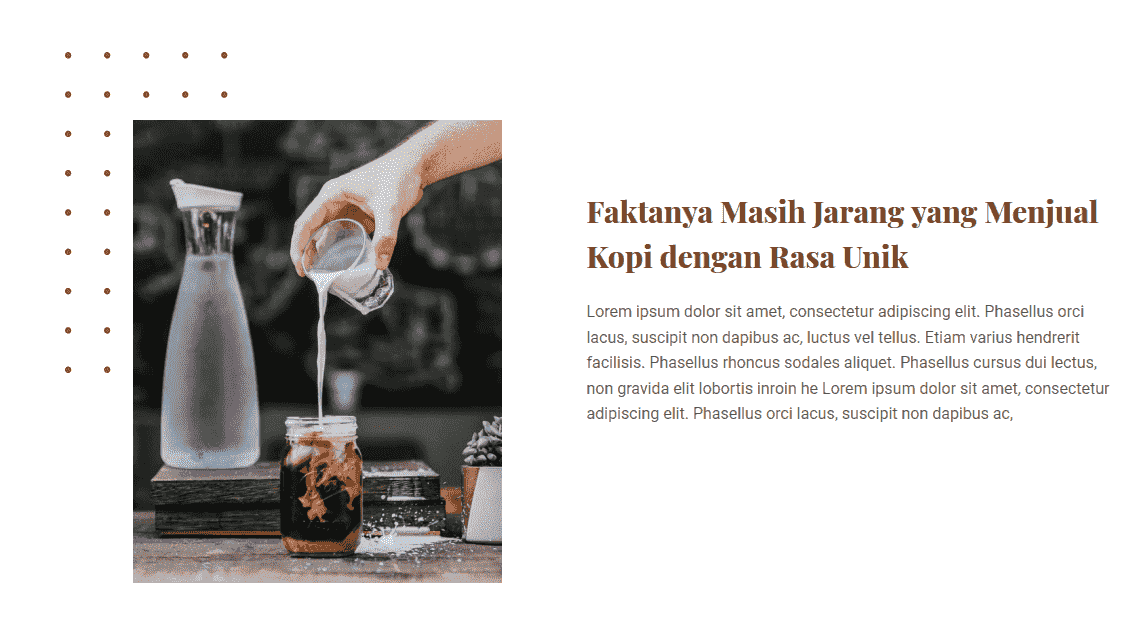 Faktanya Masih Jarang yang Menjual
Kopi dengan Rasa Unik
Lorem ipsum dolor sit amet, consectetur adipiscing elit. Phasellus orci
lacus, suscipit non dapibus ac, luctus vel tellus. Etiam varius hendrerit
facilisis. Phasellus rhoncus sodales aliquet. Phasellus cursus dui lectus,
non gravida elit lobortis inroin he Lorem ipsum dolor sit amet, consectetur
adipiscing elit. Phasellus orci lacus, suscipit non dapibus ac,